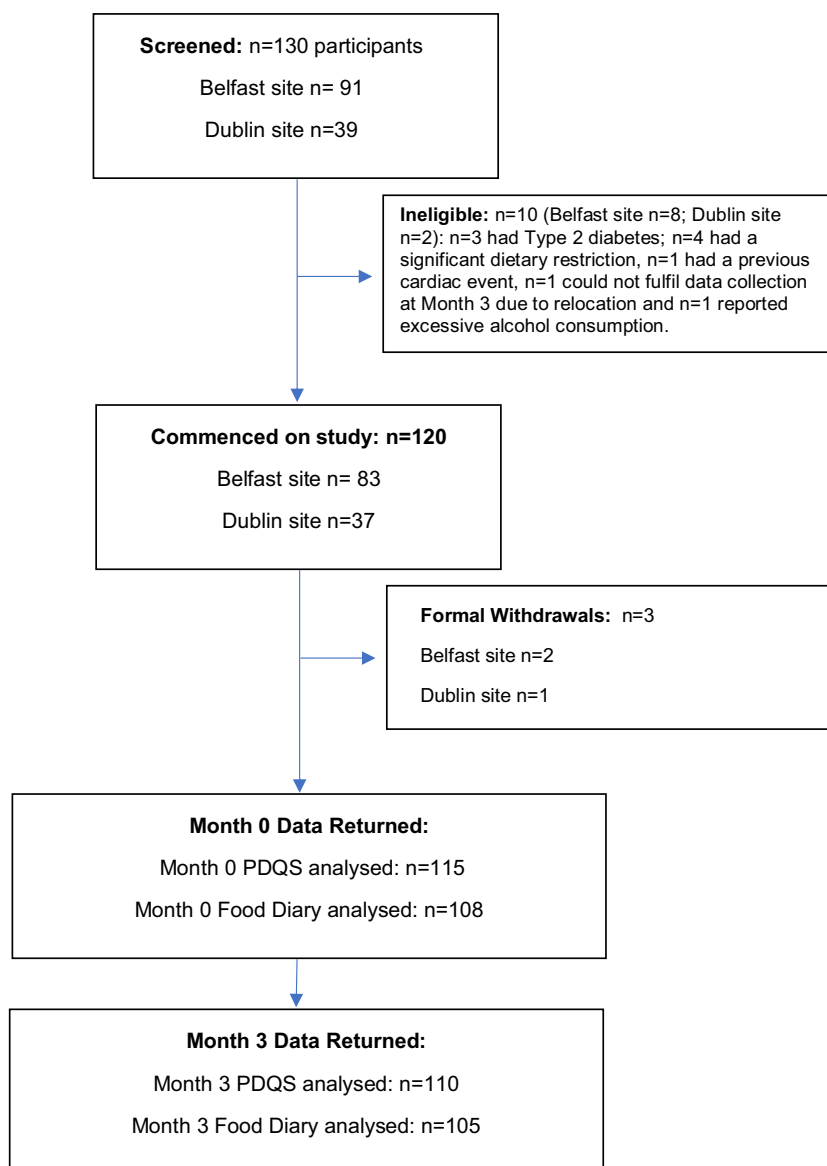 Screened: n=130 participants
Belfast site n= 91
Dublin site n=39
Ineligible: n=10 (Belfast site n=8; Dublin site
n=2): n=3 had Type 2 diabetes; n=4 had a
significant dietary restriction, n=1 had a previous
cardiac event, n=1 could not fulfil data collection
at Month 3 due to relocation and n=1 reported
excessive alcohol consumption.
Commenced on study: n=120
Belfast site n= 83
Dublin site n=37
Formal Withdrawals: n=3
Belfast site n=2
Dublin site n=1
Month 0 Data Returned:
Month 0 PDQS analysed: n=115
Month 0 Food Diary analysed: n=108
Month 3 Data Returned:
Month 3 PDQS analysed: n=110
Month 3 Food Diary analysed: n=105